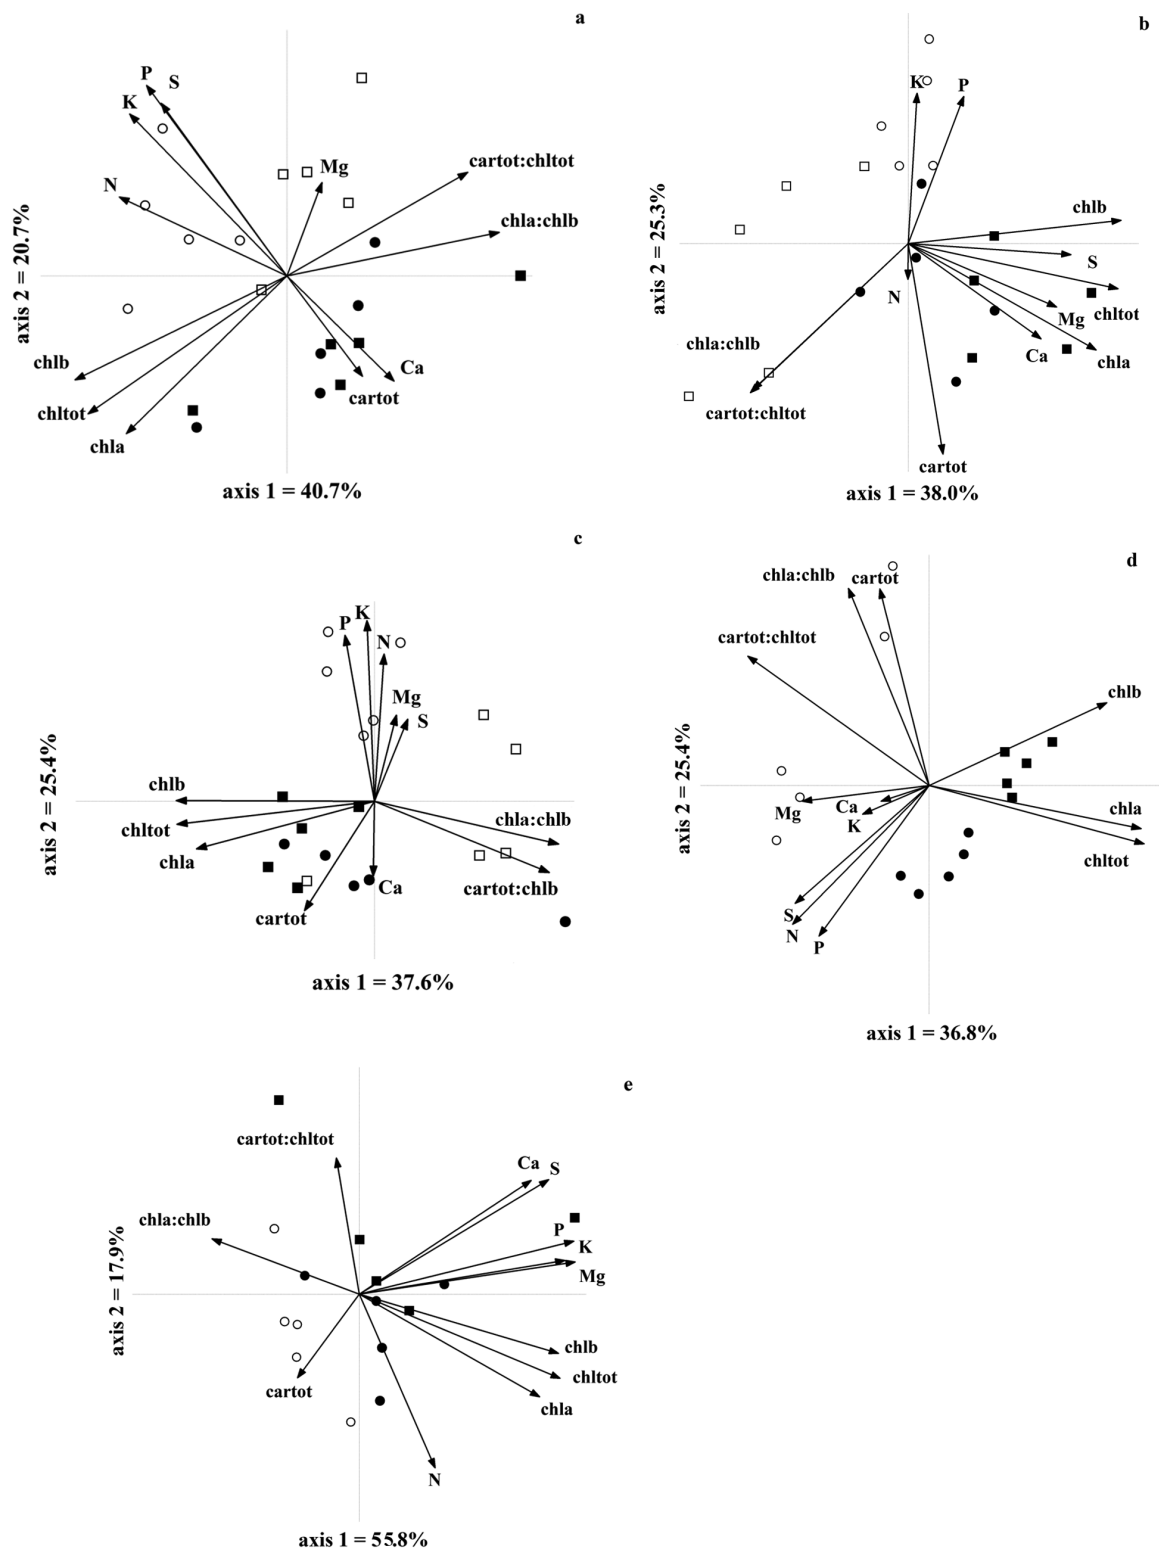 a
P
S
K
N
Mg
cartot:chltot
chla:chlb
axis 2 = 20.7%
chlb
chltot
chla
Ca
cartot
axis 1 = 40.7%
b
K
P
axis 2 = 25.3%
chlb
S
N
chltot
Mg
chla:chlb
Ca
chla
cartot:chltot
cartot
axis 1 = 38.0%
c
K
P
N
Mg
S
axis 2 = 25.4%
chlb
chltot
chla
chla:chlb
cartot:chlb
Ca
cartot
axis 1 = 37.6%
d
chla:chlb
cartot
cartot:chltot
chlb
axis 2 = 25.4%
Mg
Ca
K
chla
chltot
S
N
P
axis 1 = 36.8%
e
cartot:chltot
Ca
S
chla:chlb
P
K
Mg
axis 2 = 17.9%
chlb
chltot
cartot
chla
N
axis 1 = 55.8%